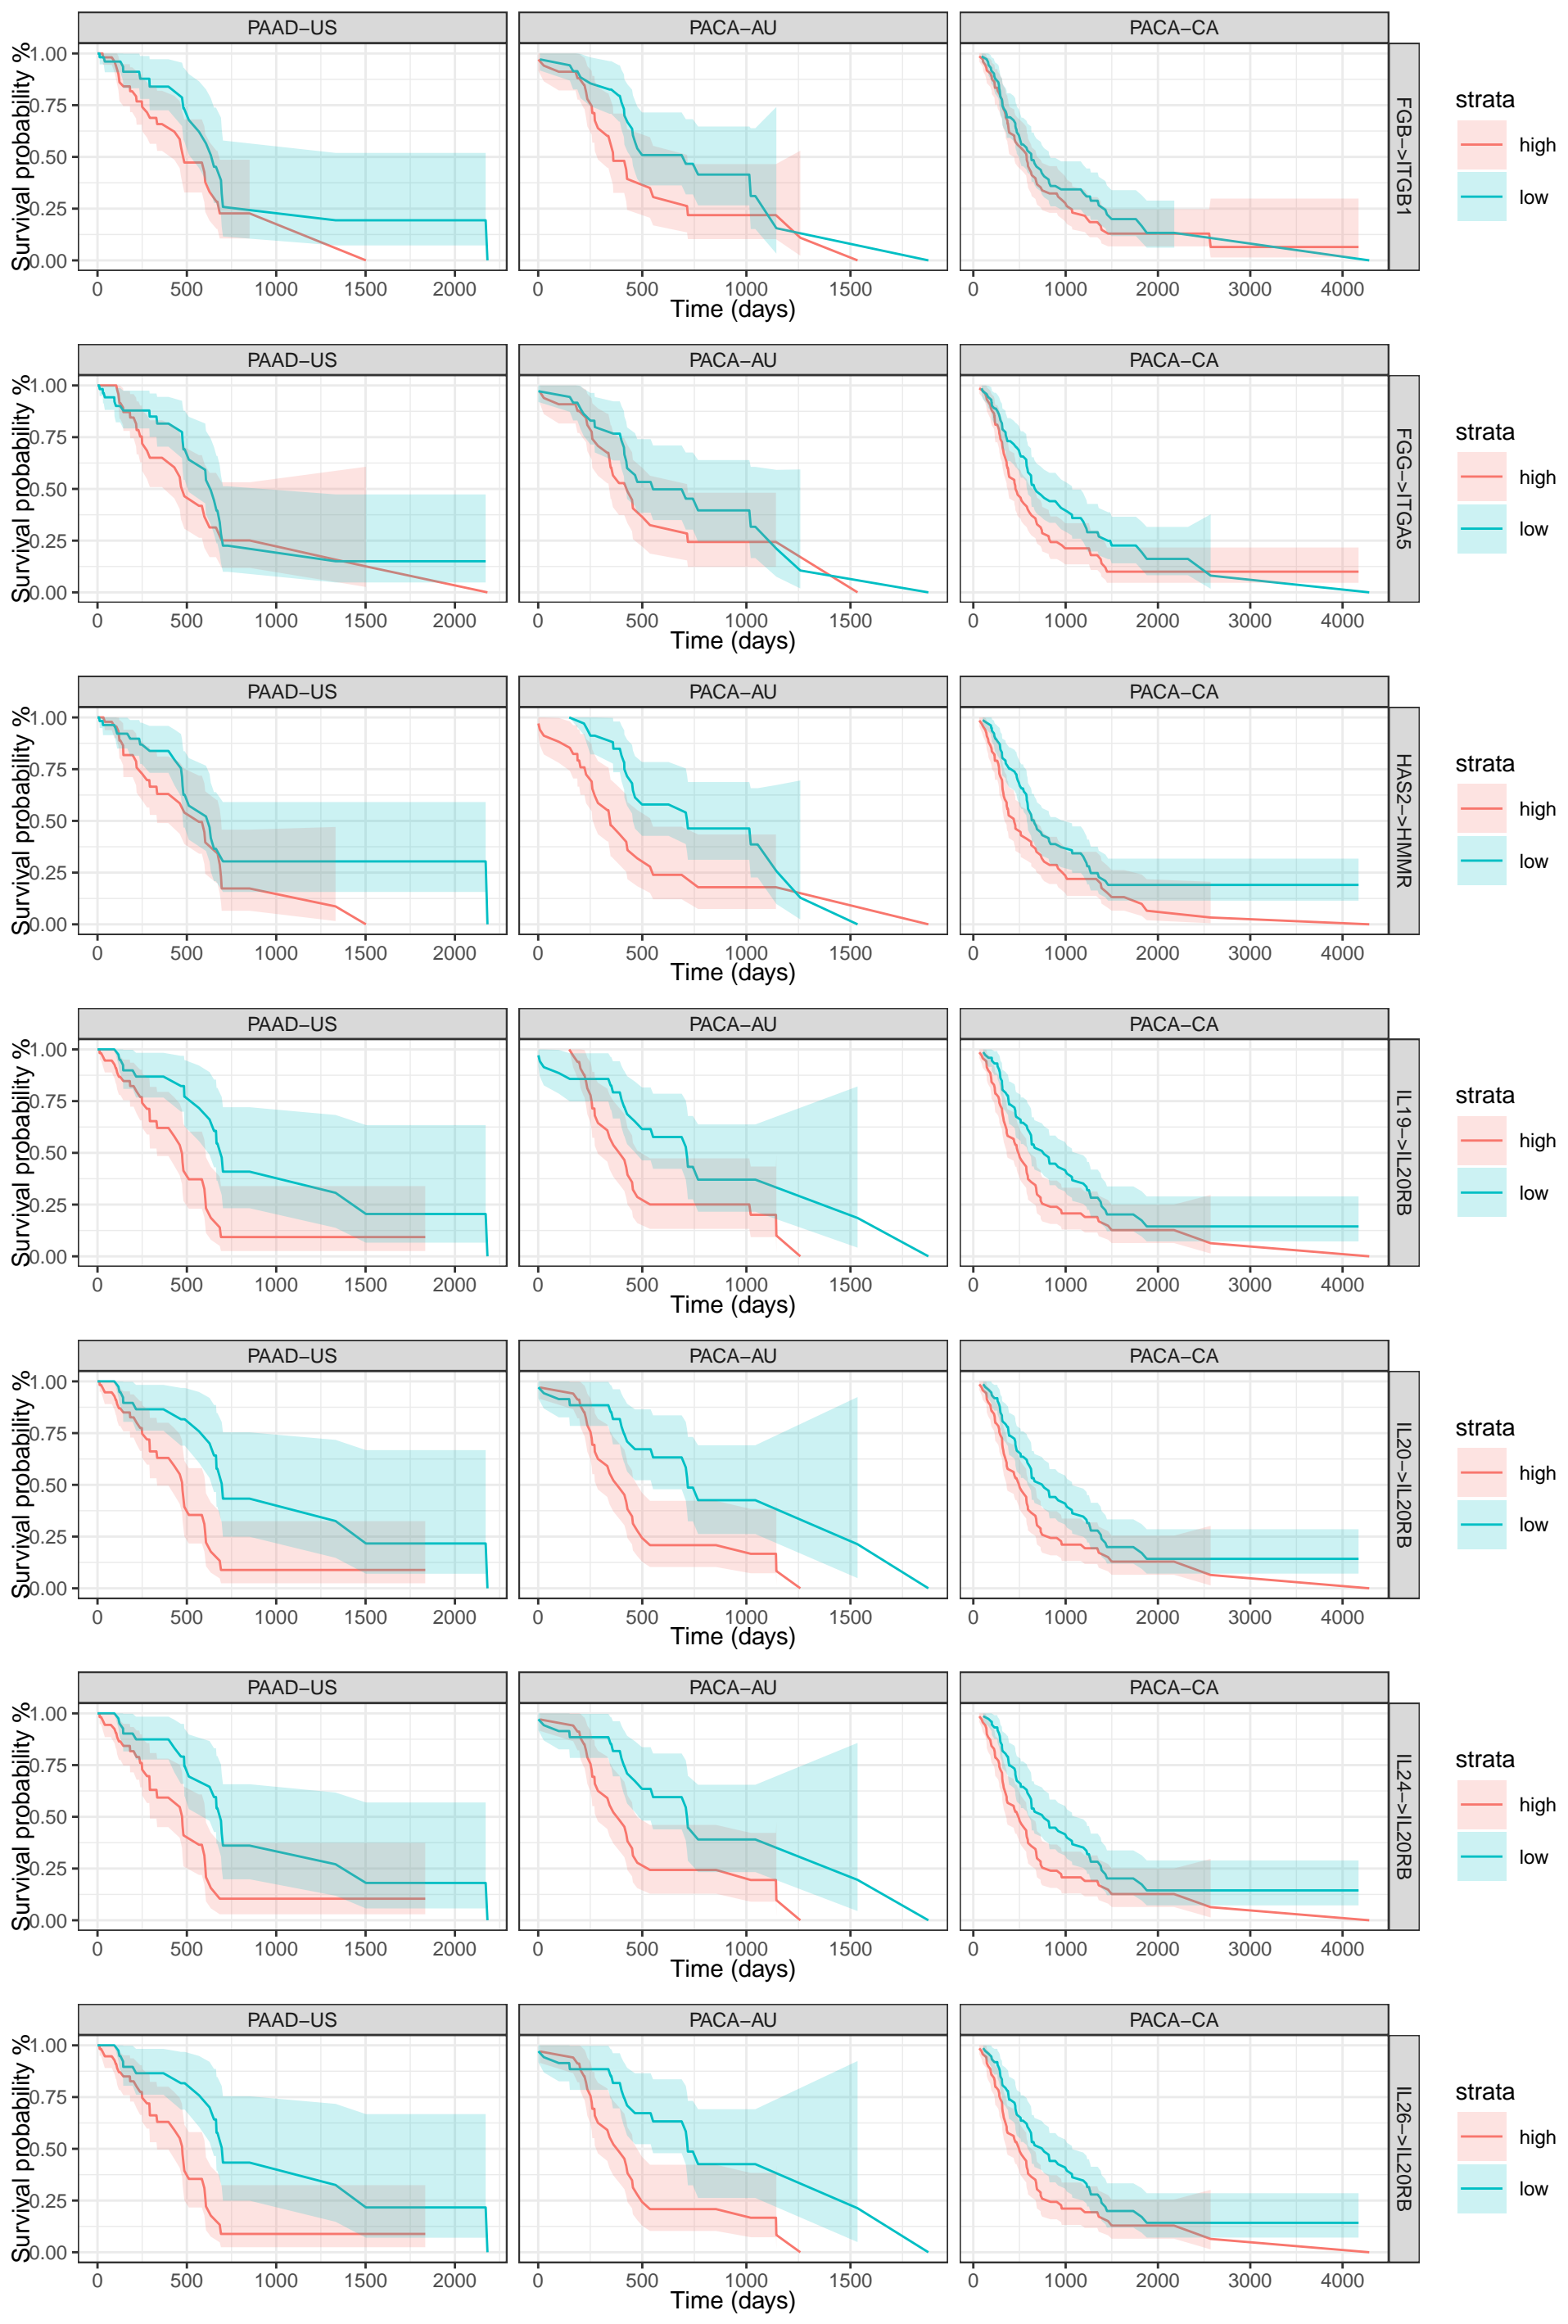 PAAD−US PACA−AU PACA−CA
Survival probability %
1.00
0.75
0.50
0.25
0.00
FGB−>ITGB1
strata
high
low
0 500 1000 1500 2000 0 500 1000 1500 0 1000 2000 3000 4000
Time (days)
PAAD−US PACA−AU PACA−CA
Survival probability %
1.00
0.75
0.50
0.25
0.00
FGG−>ITGA5
strata
high
low
0 500 1000 1500 2000 0 500 1000 1500 0 1000 2000 3000 4000
Time (days)
PAAD−US PACA−AU PACA−CA
Survival probability %
1.00
0.75
0.50
0.25
0.00
HAS2−>HMMR
strata
high
low
0 500 1000 1500 2000 0 500 1000 1500 0 1000 2000 3000 4000
Time (days)
PAAD−US PACA−AU PACA−CA
Survival probability %
1.00
0.75
0.50
0.25
0.00
IL19−>IL20RB
strata
high
low
0 500 1000 1500 2000 0 500 1000 1500 0 1000 2000 3000 4000
Time (days)
PAAD−US PACA−AU PACA−CA
Survival probability %
1.00
0.75
0.50
0.25
0.00
IL20−>IL20RB
strata
high
low
0 500 1000 1500 2000 0 500 1000 1500 0 1000 2000 3000 4000
Time (days)
PAAD−US PACA−AU PACA−CA
Survival probability %
1.00
0.75
0.50
0.25
0.00
IL24−>IL20RB
strata
high
low
0 500 1000 1500 2000 0 500 1000 1500 0 1000 2000 3000 4000
Time (days)
PAAD−US PACA−AU PACA−CA
Survival probability %
1.00
0.75
0.50
0.25
0.00
IL26−>IL20RB
strata
high
low
0 500 1000 1500 2000 0 500 1000 1500 0 1000 2000 3000 4000
Time (days)